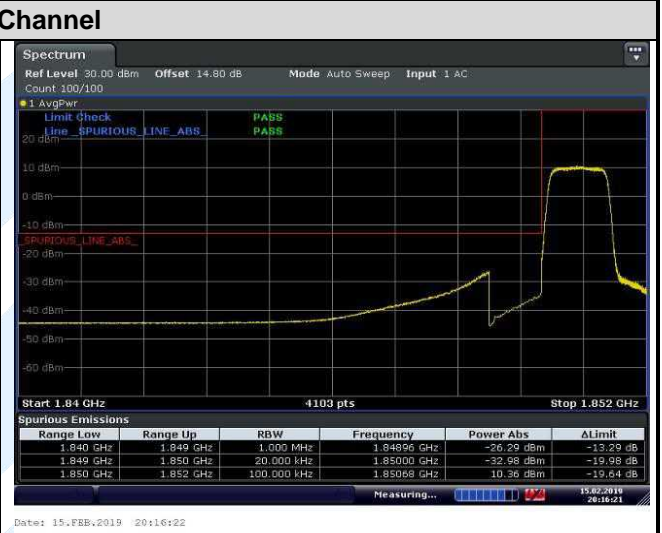 Channel
Spectrum
Ref Level 30.00 dBm Offset 14.80 dB Mode Auto Sweep Input 1 AC
Count 100/100
1 AvgPwr
Limit Check PASS
Line _SPURIOUS_LINE_ABS_ PASS
20 dBm
10 dBm
0 dBm
-10 dBm
_SPURIOUS_LINE_ABS_
-20 dBm
-30 dBm
-40 dBm
-50 dBm
-60 dBm
Start 1.84 GHz 4103 pts Stop 1.852 GHz
Spurious Emissions
Range Low Range Up RBW Frequency Power Abs ΔLimit
1.840 GHz 1.849 GHz 1.000 MHz 1.84896 GHz -26.29 dBm -13.29 dB
1.849 GHz 1.850 GHz 20.000 kHz 1.85000 GHz -32.98 dBm -19.98 dB
1.850 GHz 1.852 GHz 100.000 kHz 1.85068 GHz 10.36 dBm -19.64 dB
Measuring... 15.02.2019
20:16:21
Date: 15.FEB.2019 20:16:22